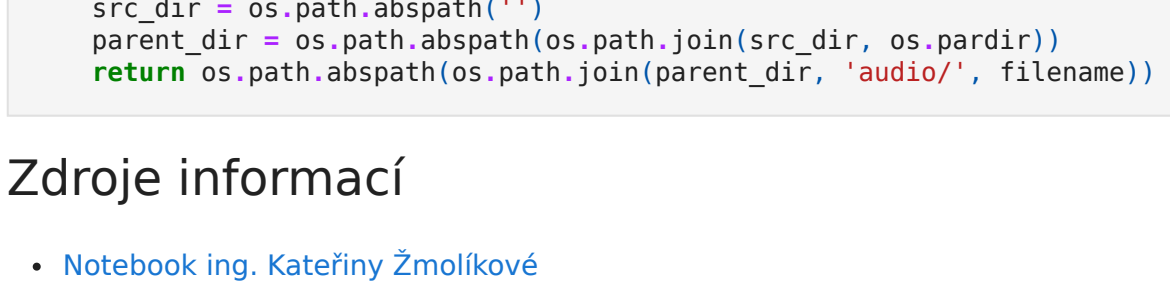 src_dir = os.path.abspath('')
parent_dir = os.path.abspath(os.path.join(src_dir, os.pardir))
return os.path.abspath(os.path.join(parent_dir, 'audio/', filename))
Zdroje informací
• Notebook ing. Kateřiny Žmolíkové